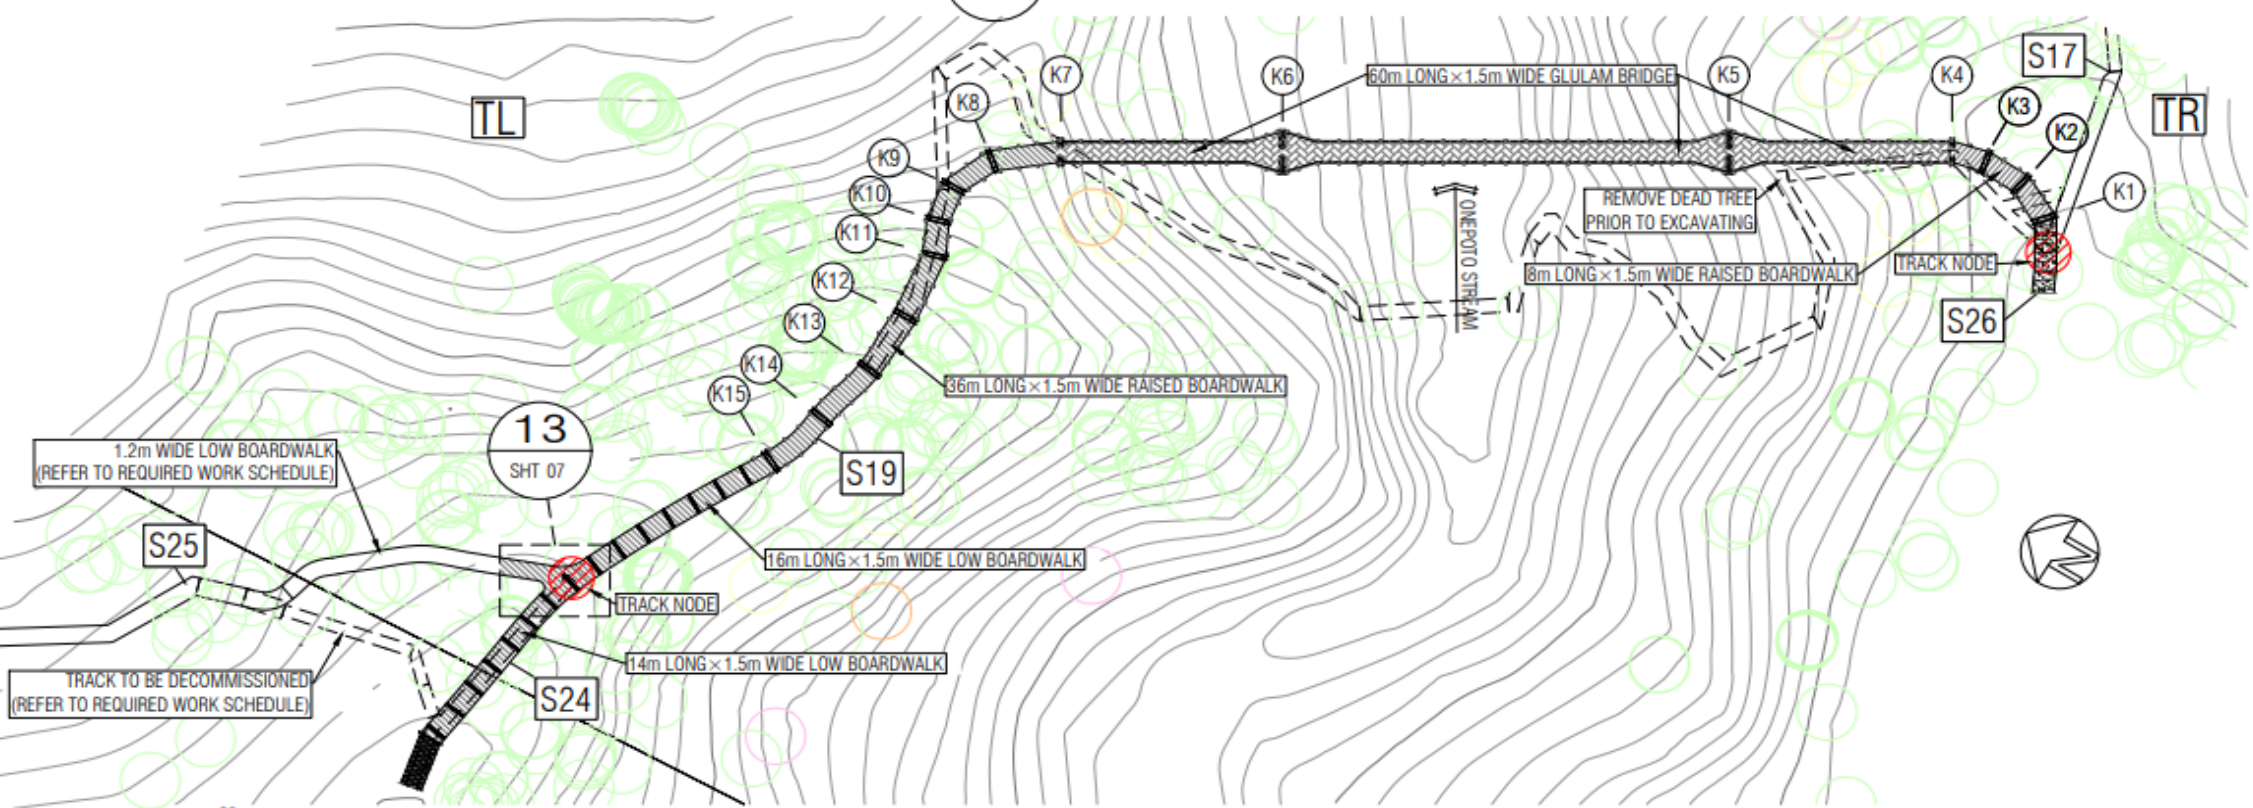 S17
TL
K8
K7
K6
60m LONG×1.5m WIDE GLULAM BRIDGE
K5
K4
K3
K2
TR
K9
K10
K11
K1
REMOVE DEAD TREE
PRIOR TO EXCAVATING
ONEPOTO STREAM
8m LONG×1.5m WIDE RAISED BOARDWALK
TRACK NODE
K12
K13
S26
K14
K15
36m LONG×1.5m WIDE RAISED BOARDWALK
13
SHT 07
1.2m WIDE LOW BOARDWALK
(REFER TO REQUIRED WORK SCHEDULE)
S19
S25
16m LONG×1.5m WIDE LOW BOARDWALK
TRACK NODE
14m LONG×1.5m WIDE LOW BOARDWALK
TRACK TO BE DECOMMISSIONED
(REFER TO REQUIRED WORK SCHEDULE)
S24